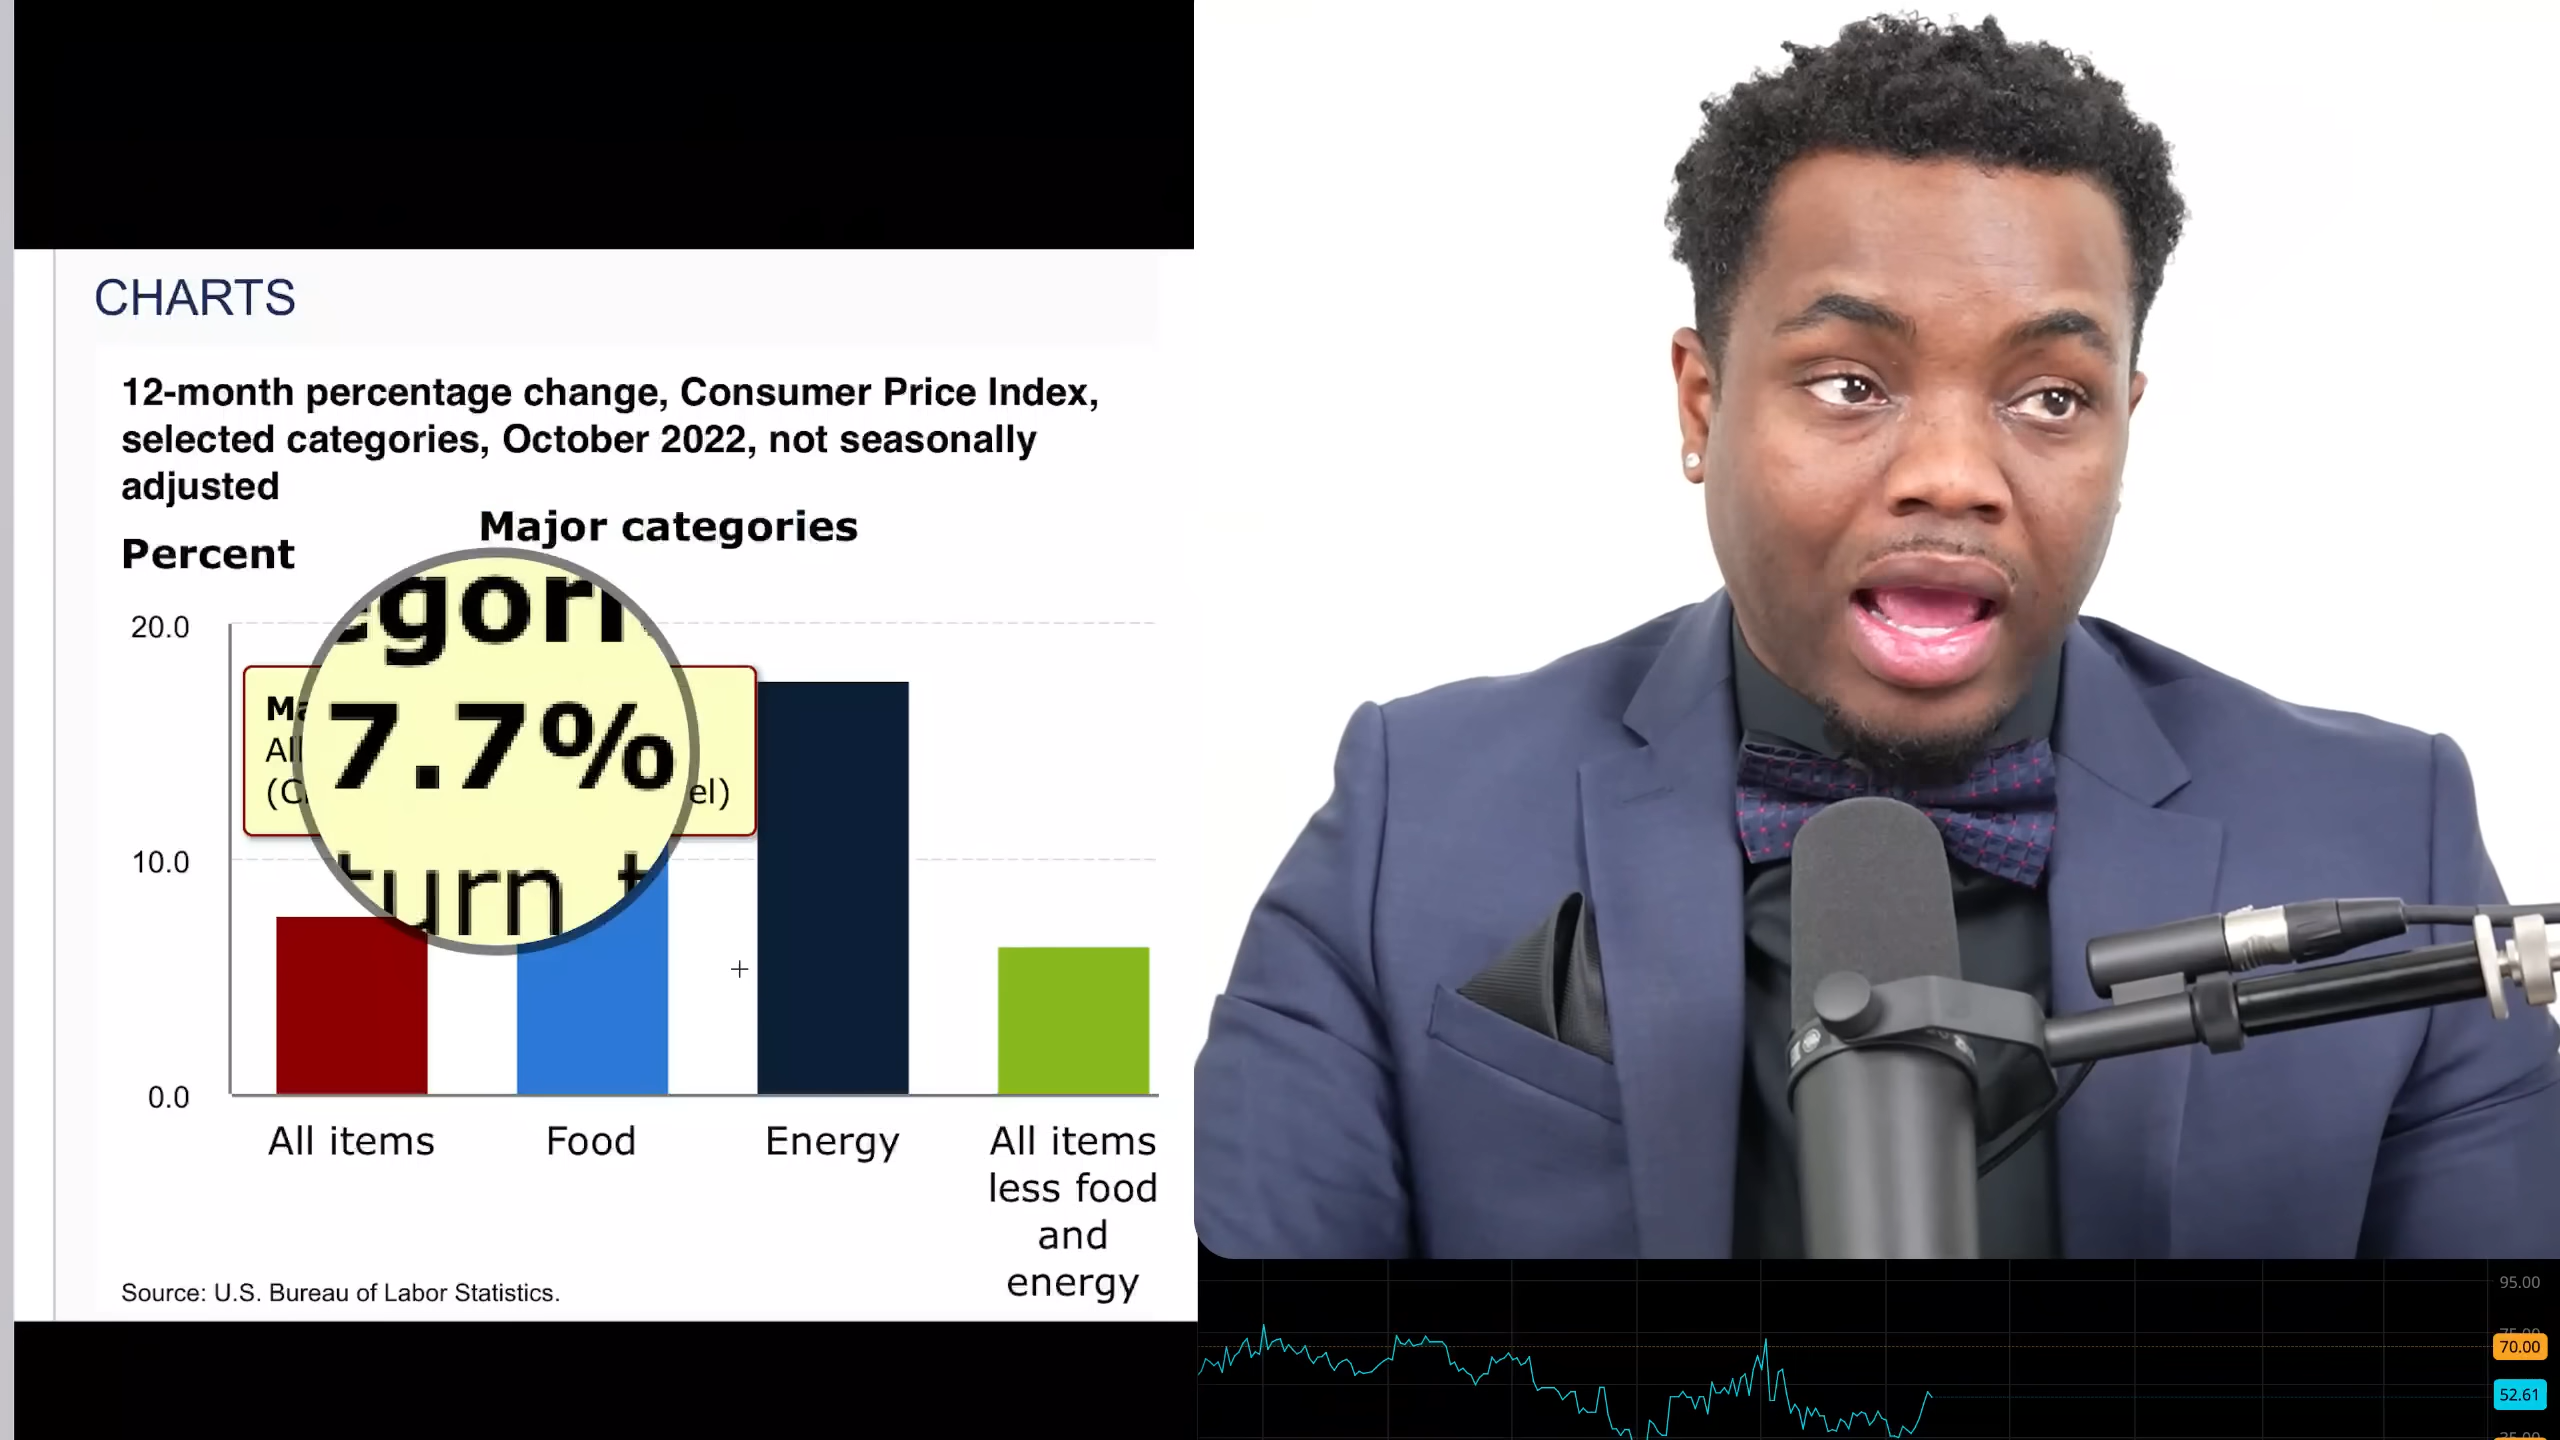 CHARTS
12-month percentage change, Consumer Price Index,
selected categories, October 2022, not seasonally
adjusted
Major categories
Percent
egori
7.7%
All
el)
turn t
20.0
10.0
0.0
All items
Food
Energy
All items
less food
and
energy
Source: U.S. Bureau of Labor Statistics.
95.00
70.00
52.61